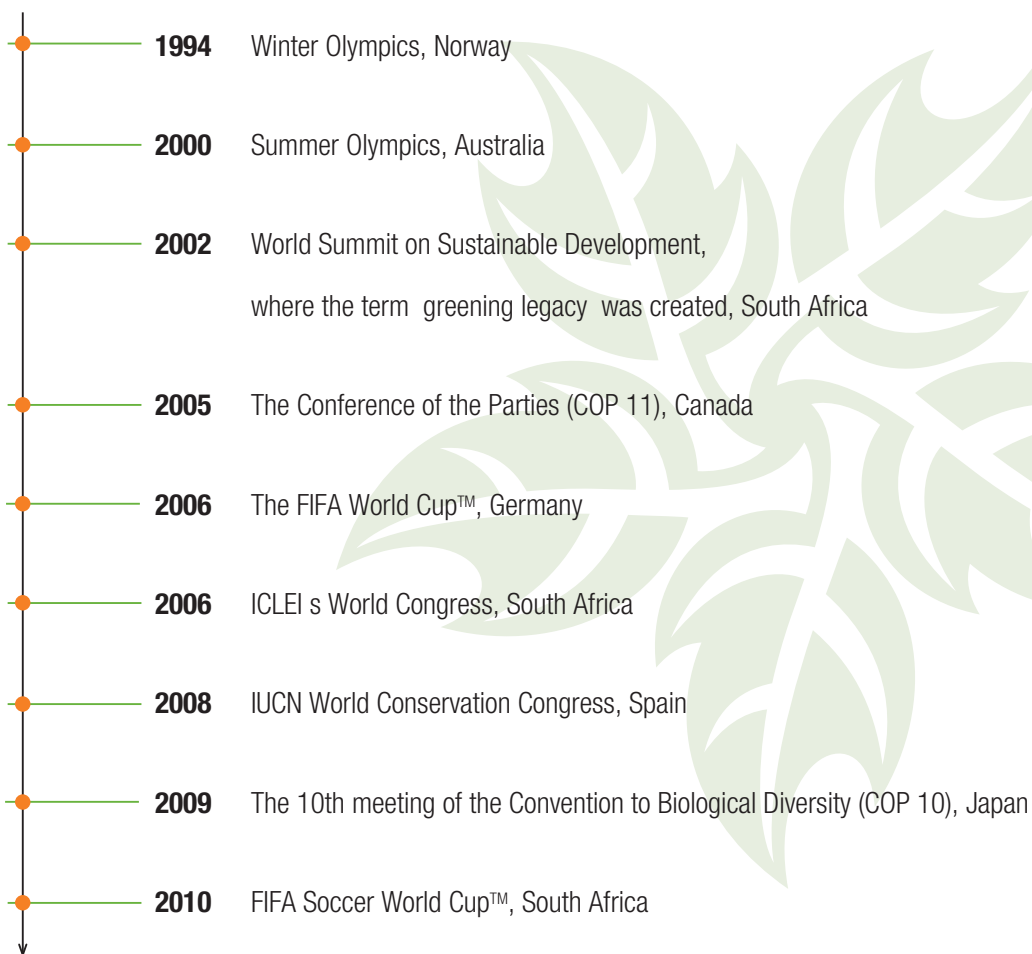 1994 Winter Olympics, Norway
2000 Summer Olympics, Australia
2002 World Summit on Sustainable Development,
where the term greening legacy was created, South Africa
2005 The Conference of the Parties (COP 11), Canada
2006 The FIFA World Cup™, Germany
2006 ICLEI s World Congress, South Africa
2008 IUCN World Conservation Congress, Spain
2009 The 10th meeting of the Convention to Biological Diversity (COP 10), Japan
2010 FIFA Soccer World Cup™, South Africa